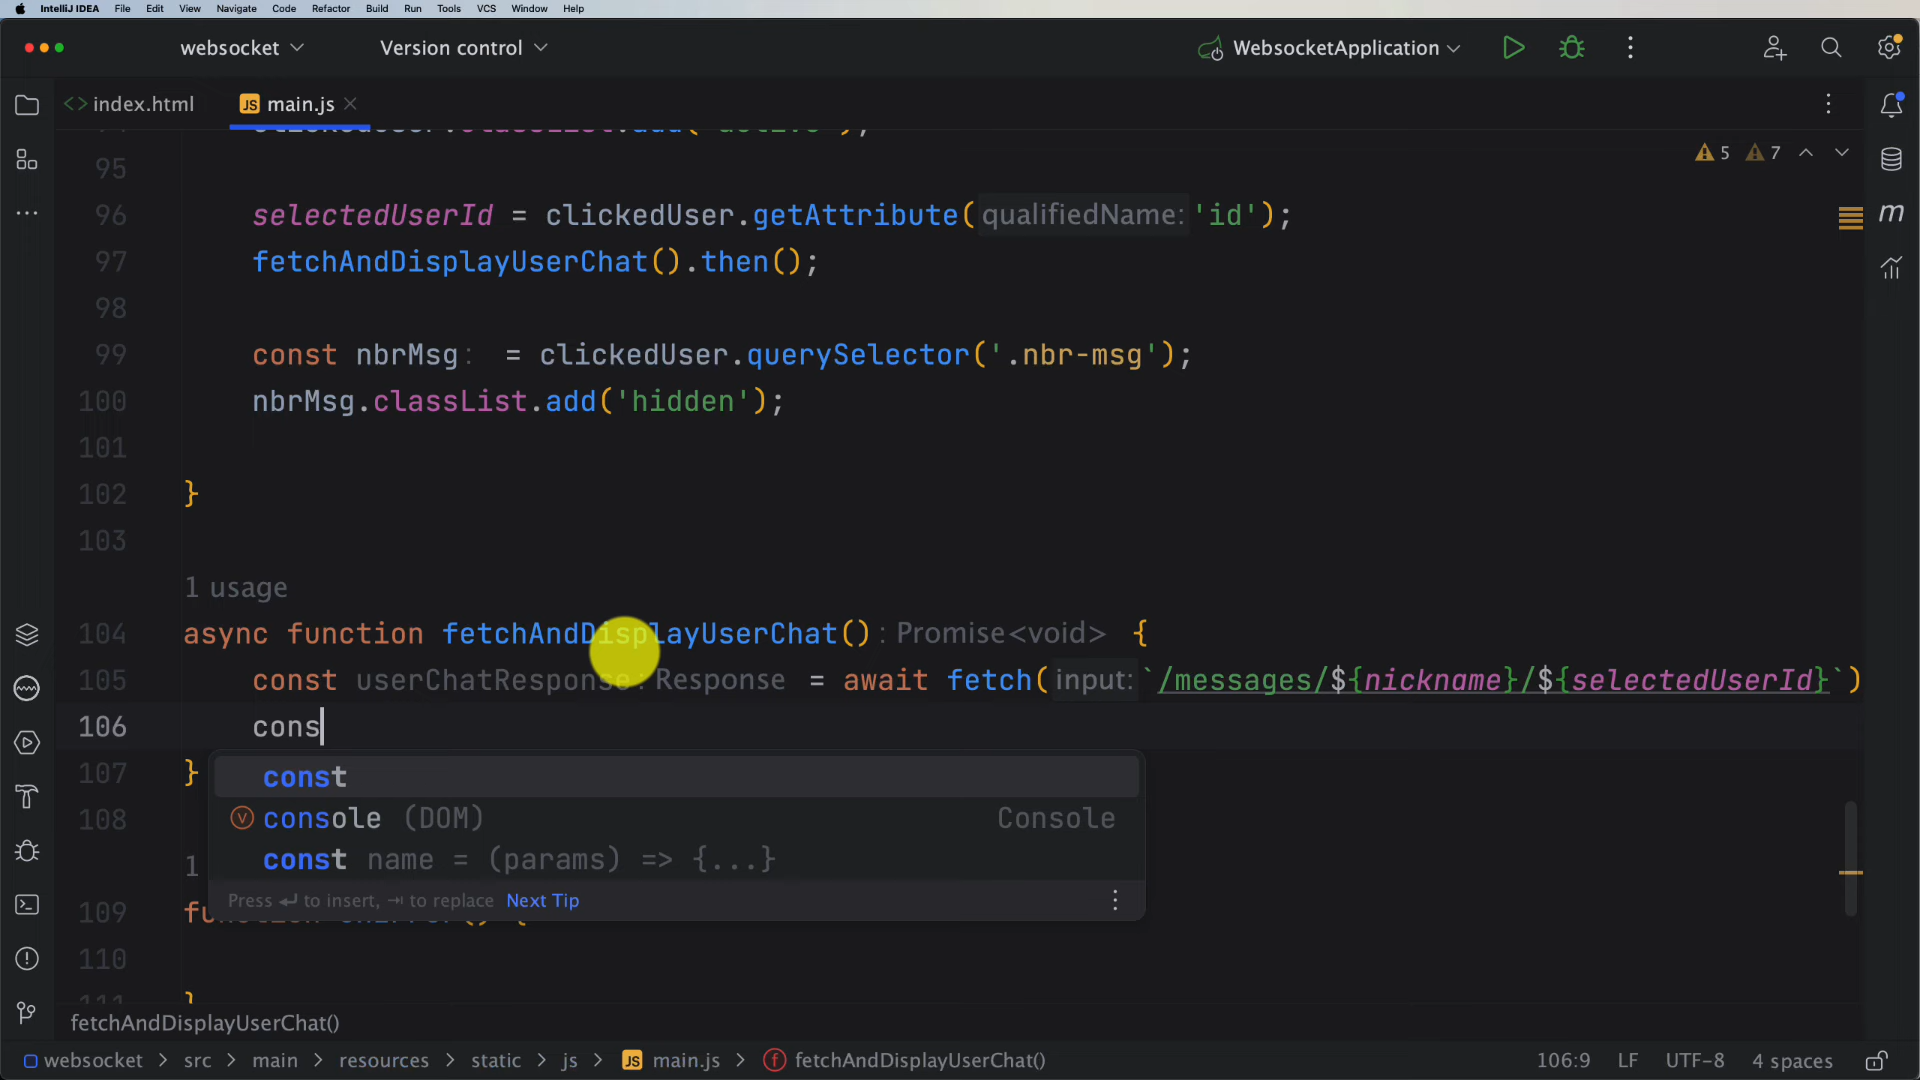 IntelliJ IDEA File Edit View Navigate Code Refactor Build Run Tools VCS Window Help
websocket Version control WebsocketApplication
index.html JS main.js
5 7
95
96 selectedUserId = clickedUser.getAttribute( qualifiedName: 'id');
97 fetchAndDisplayUserChat().then();
98
99 const nbrMsg: = clickedUser.querySelector('.nbr-msg');
100 nbrMsg.classList.add('hidden');
101
102 }
103
1 usage
104 async function fetchAndDisplayUserChat() : Promise<void> {
105 const userChatResponse: Response = await fetch( input: `/messages/${nickname}/${selectedUserId}`)
106 cons
107 }
const
V console (DOM) Console
const name = (params) => {...}
Press ↵ to insert, ⇥ to replace Next Tip
108
1
109
110
fetchAndDisplayUserChat()
websocket > src > main > resources > static > js > JS main.js > f fetchAndDisplayUserChat() 106:9 LF UTF-8 4 spaces